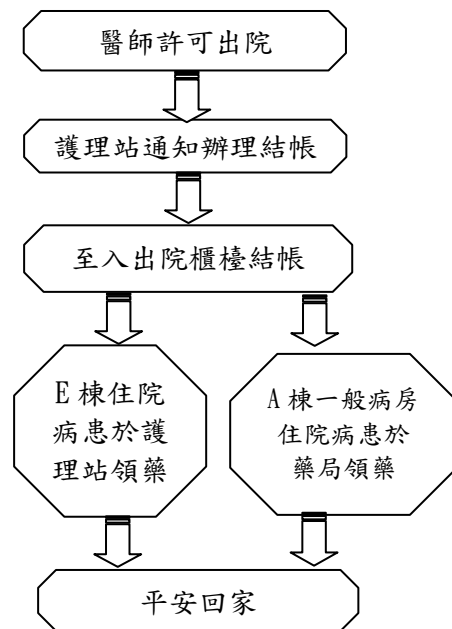 醫師許可出院
護理站通知辦理結帳
至入出院櫃檯結帳
E棟住院
病患於護
理站領藥
A棟一般病房
住院病患於
藥局領藥
平安回家